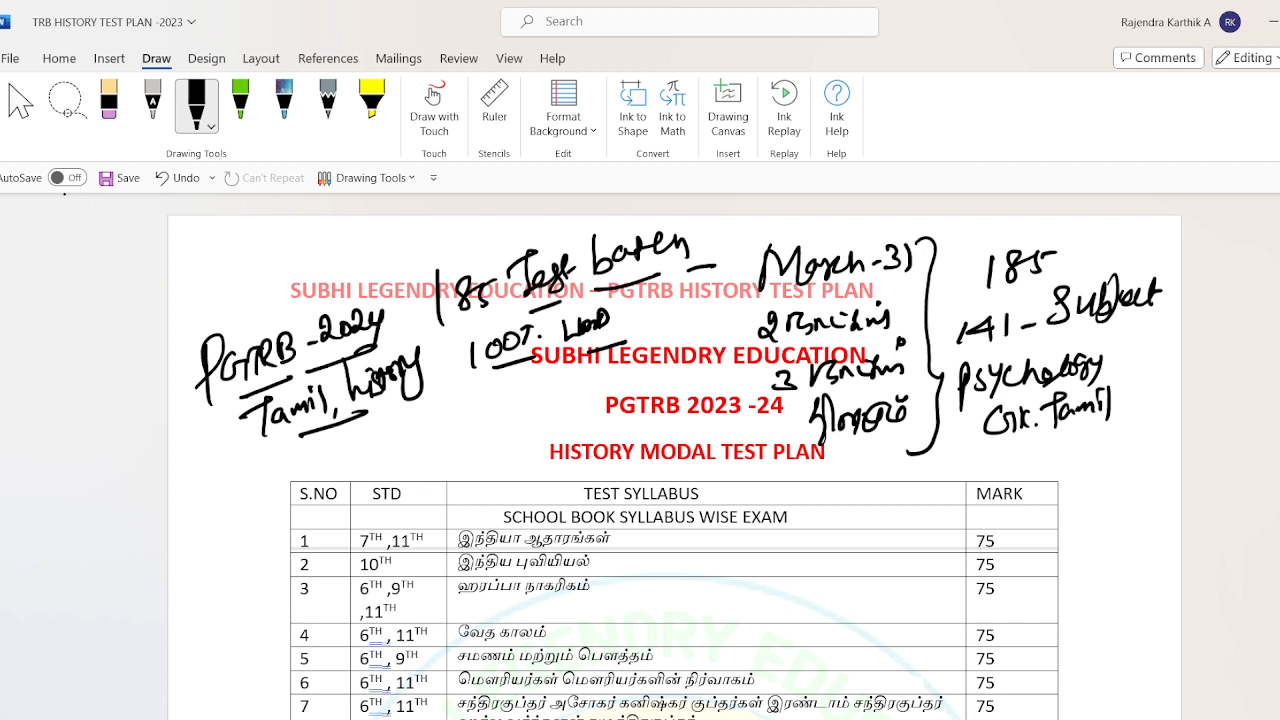 TRB HISTORY TEST PLAN -2023
Search
Rajendra Karthik A RK
File Home Insert Draw Design Layout References Mailings Review View Help
Comments Editing
Draw with Touch
Ruler
Format Background
Ink to Shape
Ink to Math
Drawing Canvas
Ink Replay
Ink Help
Drawing Tools Touch Stencils Edit Convert Insert Replay Help
AutoSave Off Save Undo Can't Repeat Drawing Tools
185 Test batch
March-31
185
SUBHI LEGENDRY EDUCATION – PGTRB HISTORY TEST PLAN
141 - Subject
PGTRB - 2024
100
SUBHI LEGENDRY EDUCATION
Psychology
Tamil, history
PGTRB 2023 -24
GK. Tamil
HISTORY MODAL TEST PLAN
S.NO STD TEST SYLLABUS MARK
SCHOOL BOOK SYLLABUS WISE EXAM
1 7TH ,11TH இந்தியா ஆதாரங்கள் 75
2 10TH இந்திய புவியியல் 75
3 6TH ,9TH ஹரப்பா நாகரிகம் 75
,11TH
4 6TH , 11TH வேத காலம் 75
5 6TH , 9TH சமணம் மற்றும் பௌத்தம் 75
6 6TH , 11TH மௌரியர்கள் மௌரியர்களின் நிர்வாகம் 75
7 6TH , 11TH சந்திரகுப்தர் அசோகர் கனிஷ்கர் குப்தர்கள் இரண்டாம் சந்திரகுப்தர் 75
LEGENDRY EDU